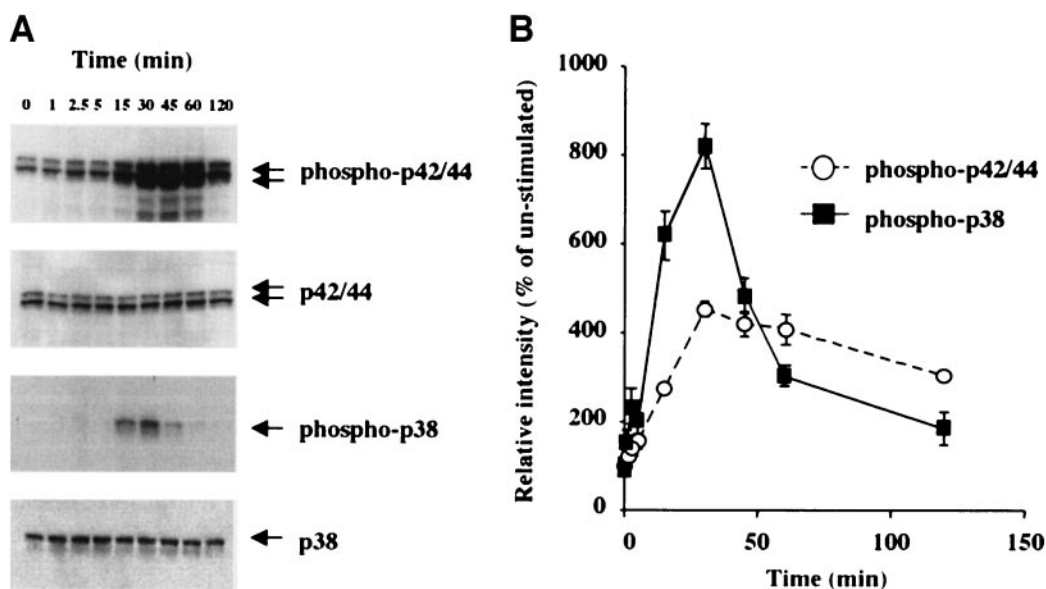 A
Time (min)
0 1 2.5 5 15 30 45 60 120
phospho-p42/44
p42/44
phospho-p38
p38
B
Relative intensity (% of un-stimulated)
1000
800
600
400
200
0
phospho-p42/44
phospho-p38
0 50 100 150
Time (min)